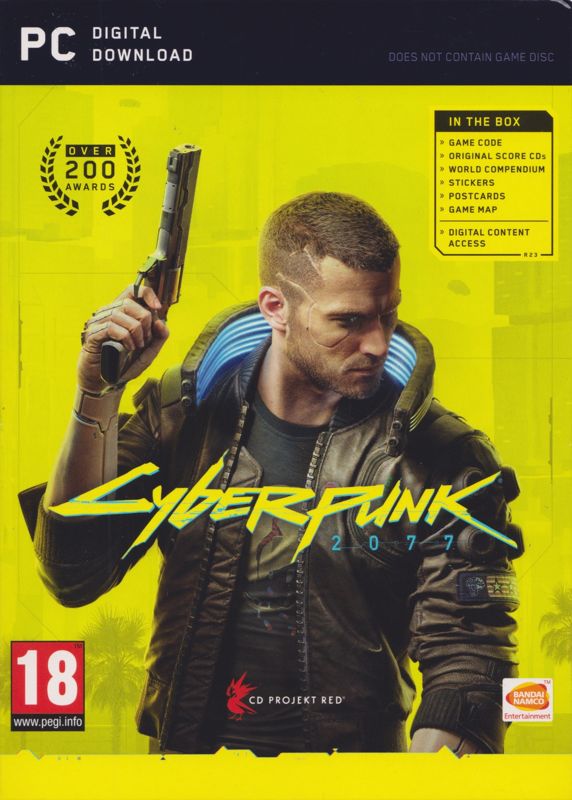 PC DIGITAL
DOWNLOAD
DOES NOT CONTAIN GAME DISC
OVER
200
AWARDS
IN THE BOX
» GAME CODE
» ORIGINAL SCORE CDs
» WORLD COMPENDIUM
» STICKERS
» POSTCARDS
» GAME MAP
» DIGITAL CONTENT
ACCESS
R23
CYBERPUNK
2077
18™
www.pegi.info
CD PROJEKT RED®
BANDAI
NAMCO
™
Entertainment